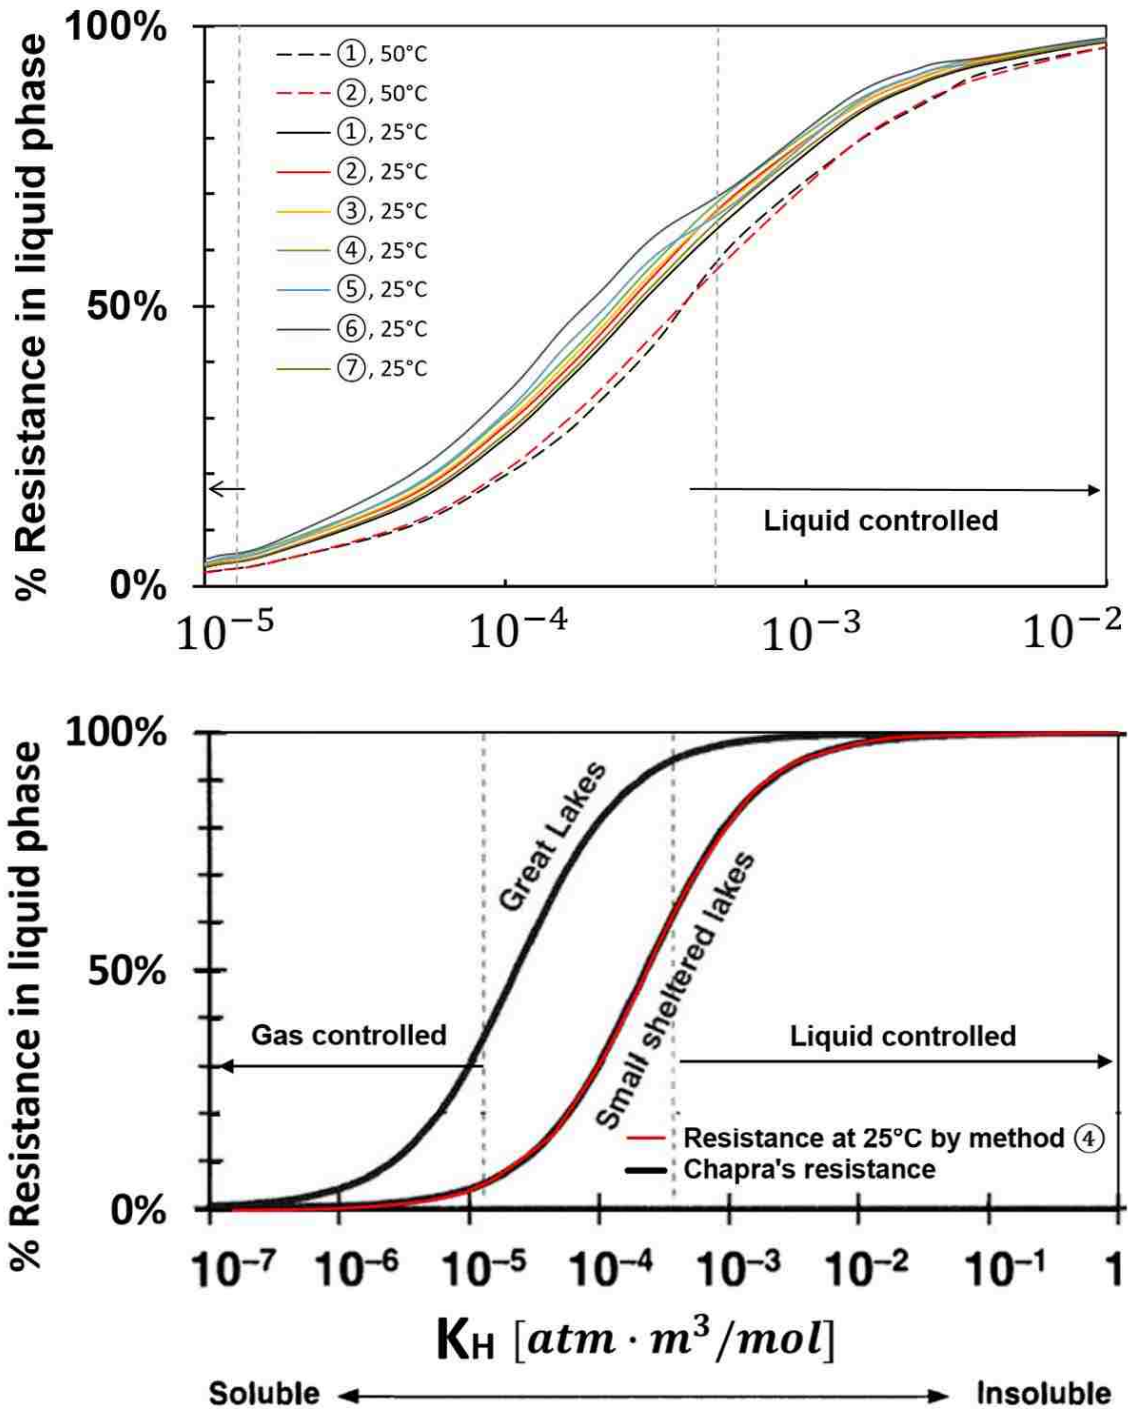 % Resistance in liquid phase
100%
50%
0%
①, 50°C
②, 50°C
①, 25°C
②, 25°C
③, 25°C
④, 25°C
⑤, 25°C
⑥, 25°C
⑦, 25°C
Liquid controlled
10⁻⁵
10⁻⁴
10⁻³
10⁻²
% Resistance in liquid phase
100%
50%
0%
Great Lakes
Small sheltered lakes
Gas controlled
Liquid controlled
Resistance at 25°C by method ④
Chapra's resistance
10⁻⁷ 10⁻⁶ 10⁻⁵ 10⁻⁴ 10⁻³ 10⁻² 10⁻¹ 1
K_H [atm · m³/mol]
Soluble Insoluble